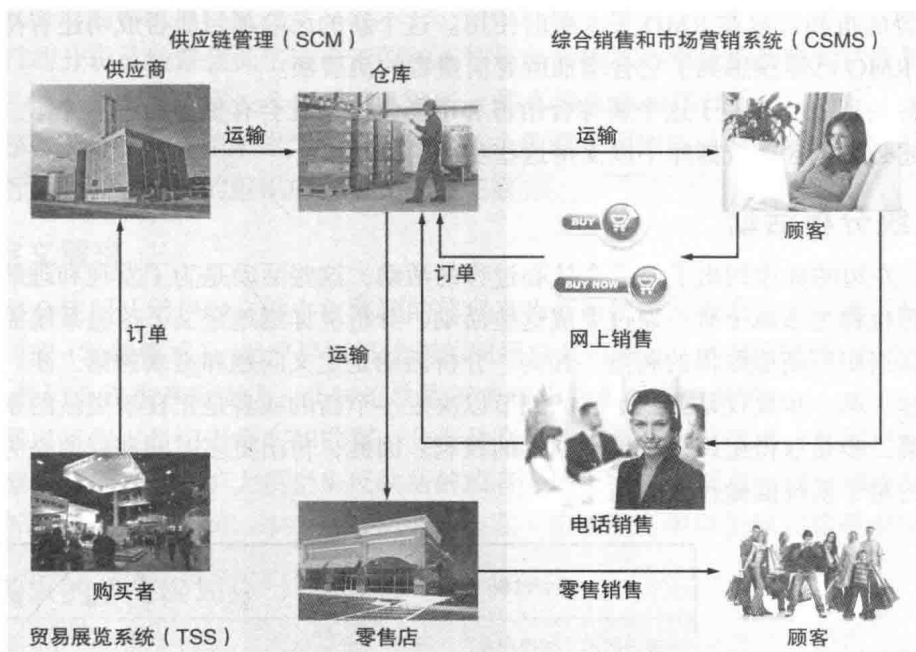 供应链管理（SCM）
综合销售和市场营销系统（CSMS）
供应商
仓库
运输
运输
BUY
顾客
订单
BUY NOW
网上销售
订单
运输
电话销售
零售销售
购买者
零售店
顾客
贸易展览系统（TSS）